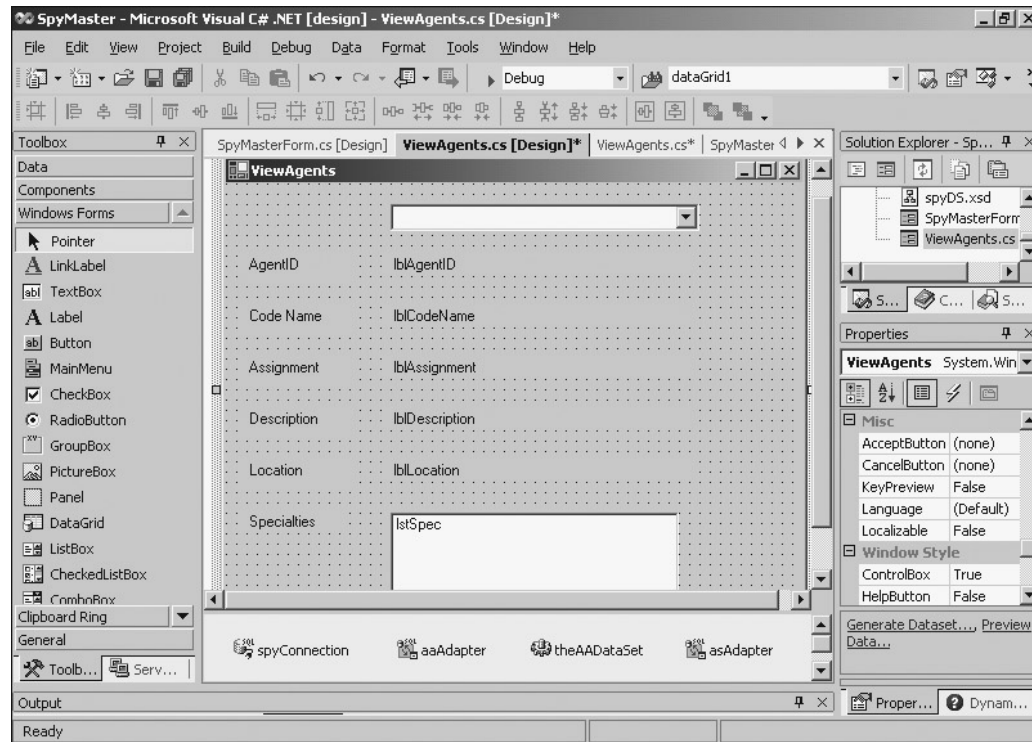 SpyMaster - Microsoft Visual C# .NET [design] - ViewAgents.cs [Design]*
File Edit View Project Build Debug Data Format Tools Window Help
Debug dataGrid1
Toolbox
Data
Components
Windows Forms
Pointer
LinkLabel
TextBox
Label
Button
MainMenu
CheckBox
RadioButton
GroupBox
PictureBox
Panel
DataGrid
ListBox
CheckedListBox
ComboBox
Clipboard Ring
General
Toolb... Serv...
SpyMasterForm.cs [Design] ViewAgents.cs [Design]* ViewAgents.cs* SpyMaster
ViewAgents
AgentID lblAgentID
Code Name lblCodeName
Assignment lblAssignment
Description lblDescription
Location lblLocation
Specialties lstSpec
spyConnection aaAdapter theAADataSet asAdapter
Solution Explorer - Sp...
spyDS.xsd
SpyMasterForm
ViewAgents.cs
S... C... S...
Properties
ViewAgents System.Win
Misc
AcceptButton (none)
CancelButton (none)
KeyPreview False
Language (Default)
Localizable False
Window Style
ControlBox True
HelpButton False
Generate Dataset..., Preview
Data...
Proper... Dynam...
Output
Ready